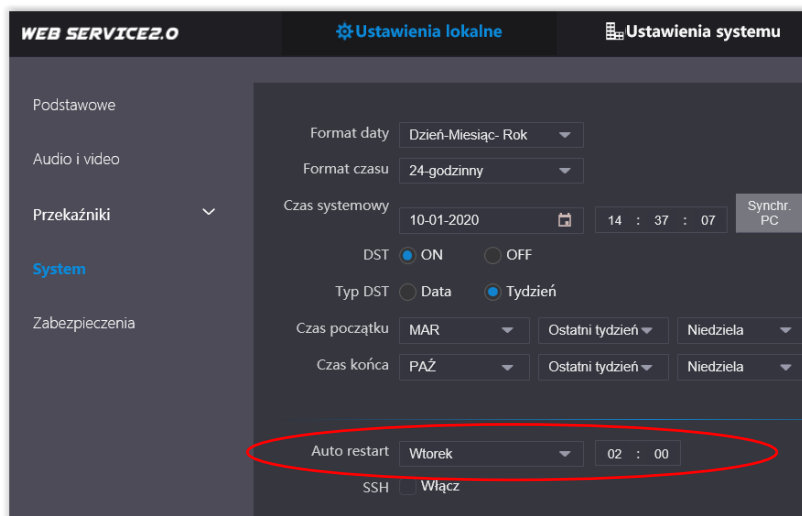 WEB SERVICE2.0
Ustawienia lokalne
Ustawienia systemu
Podstawowe
Audio i video
Przekaźniki
System
Zabezpieczenia
Format daty Dzień-Miesiąc- Rok
Format czasu 24-godzinny
Czas systemowy 10-01-2020 14 : 37 : 07 Synchr. PC
DST ON OFF
Typ DST Data Tydzień
Czas początku MAR Ostatni tydzień Niedziela
Czas końca PAŹ Ostatni tydzień Niedziela
Auto restart Wtorek 02 : 00
SSH Włącz